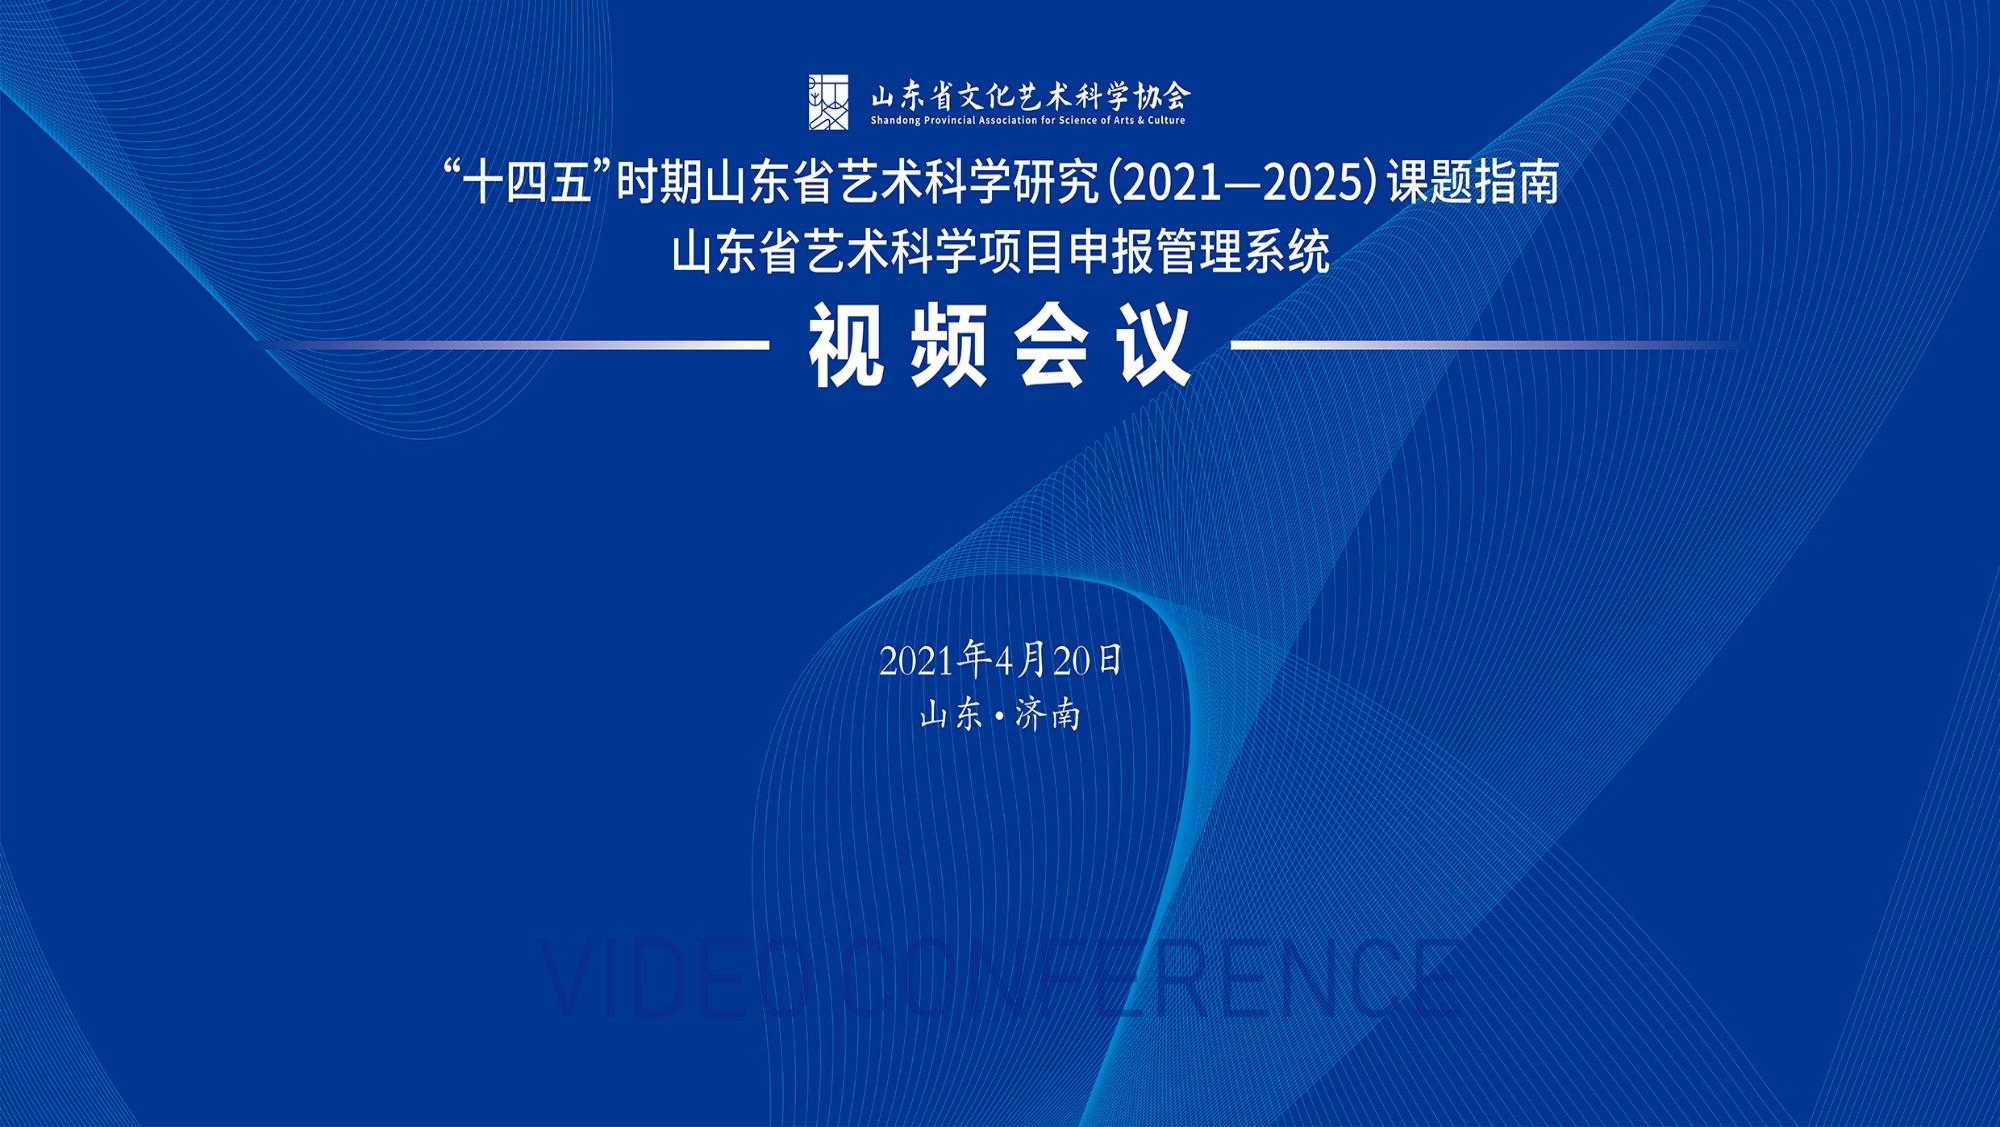 山东省文化艺术科学协会
Shandong Provincial Association for Science of Arts & Culture
“十四五”时期山东省艺术科学研究（2021—2025）课题指南
山东省艺术科学项目申报管理系统
视频会议
2021年4月20日
山东·济南
VIDEO CONFERENCE